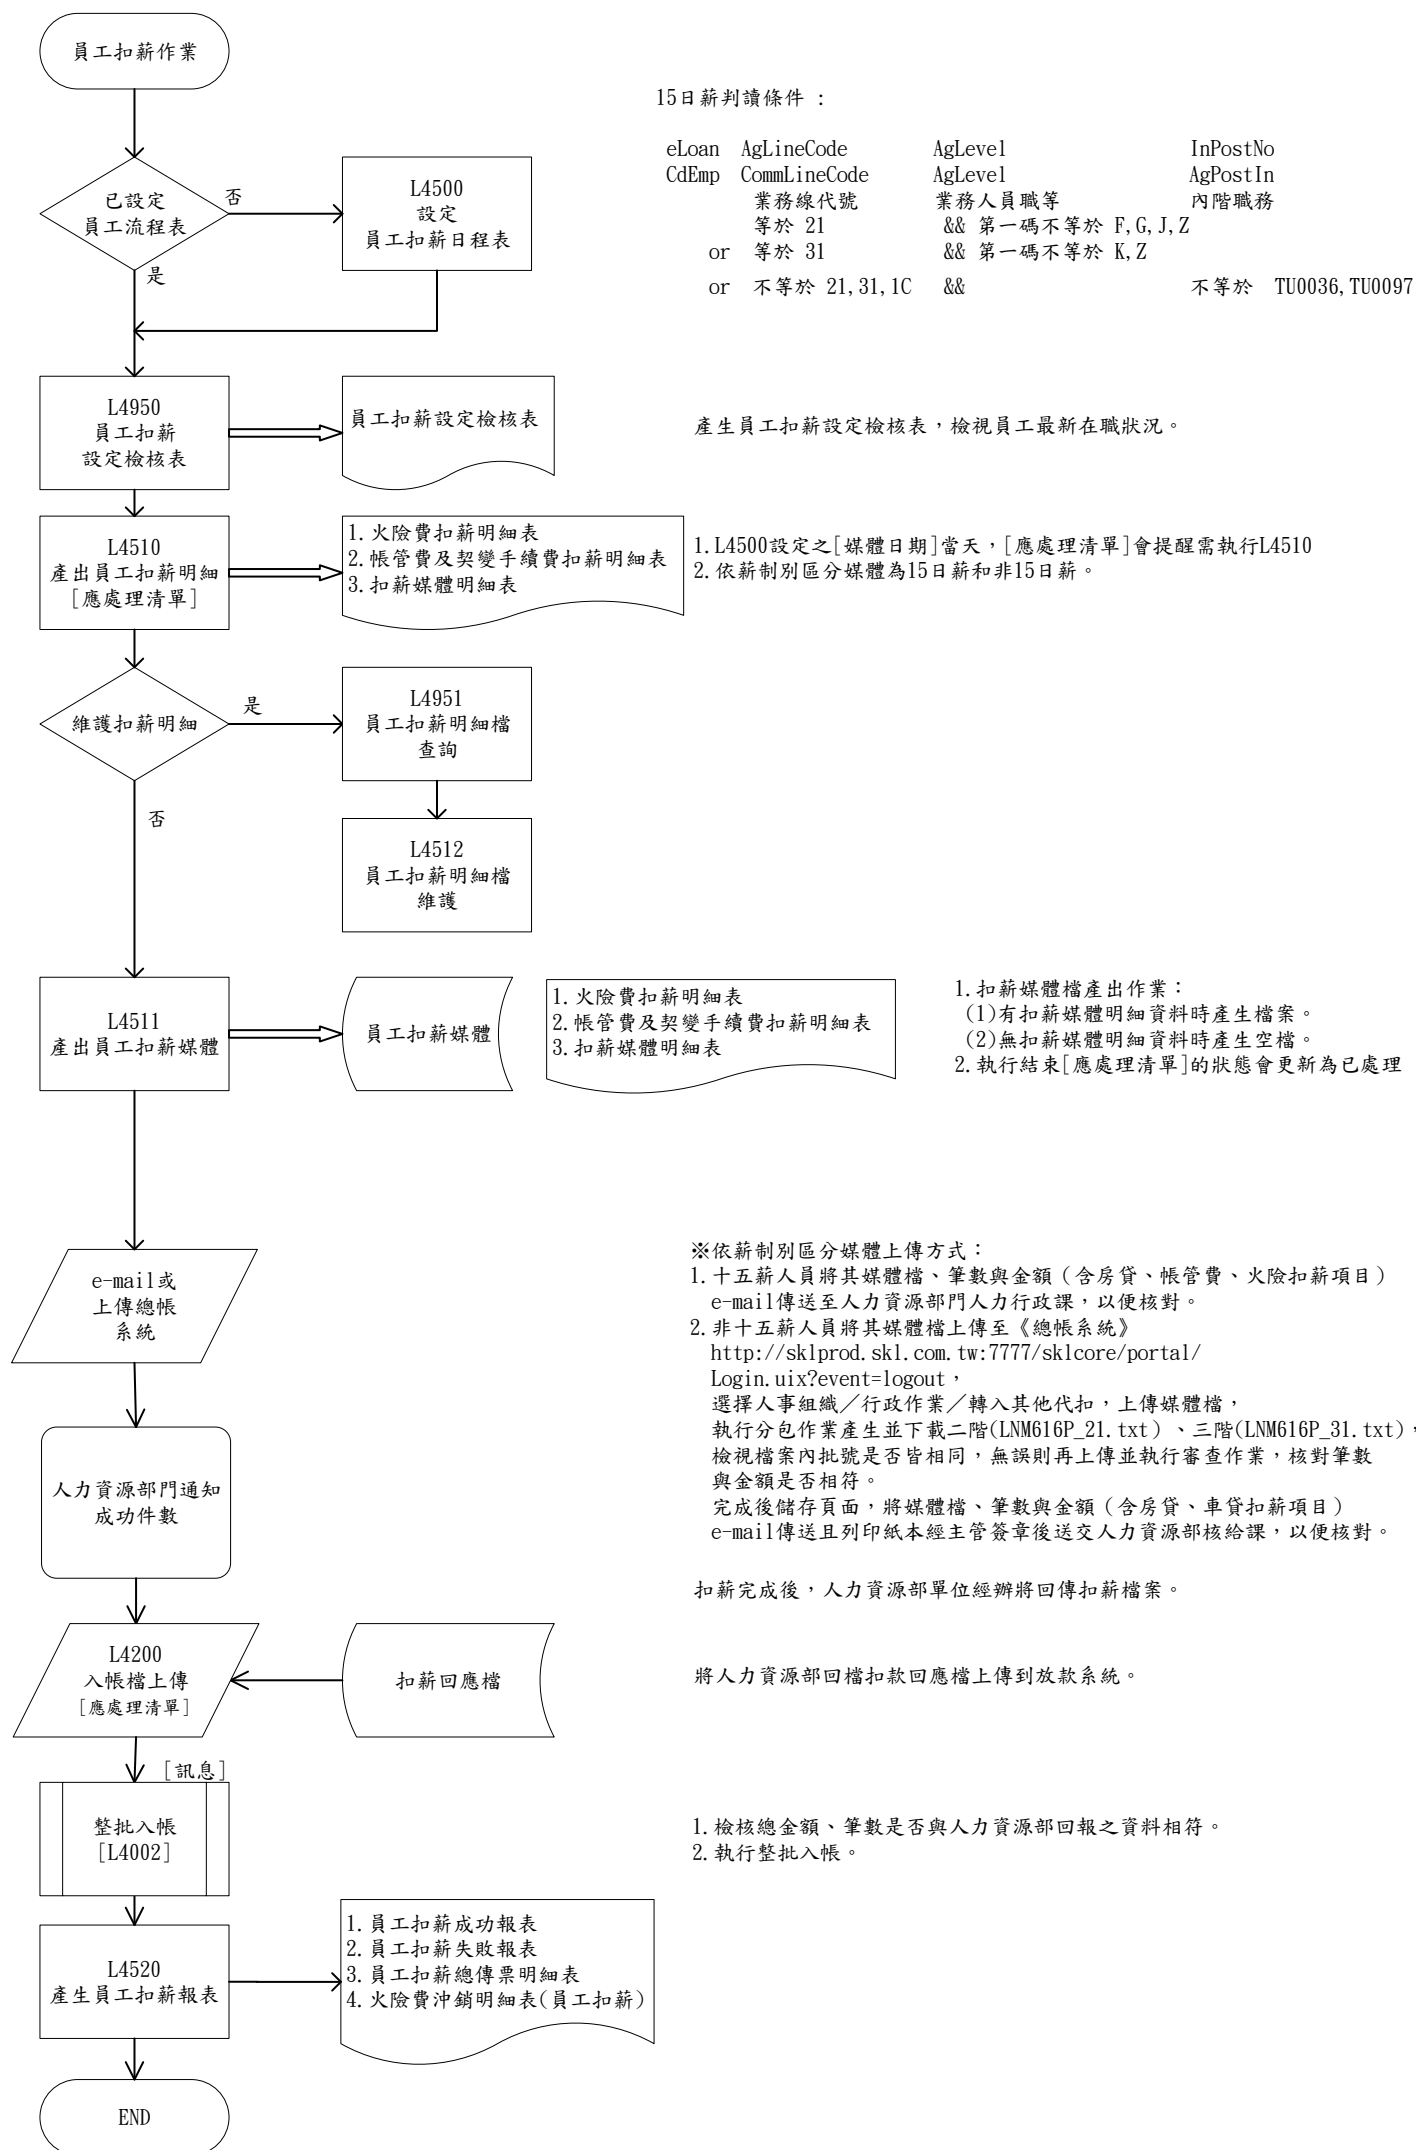 員工扣薪作業
15日薪判讀條件 :
eLoan AgLineCode AgLevel InPostNo
CdEmp CommLineCode AgLevel AgPostIn
業務線代號 業務人員職等 內階職務
等於 21 && 第一碼不等於 F,G,J,Z
or 等於 31 && 第一碼不等於 K,Z
or 不等於 21,31,1C && 不等於 TU0036,TU0097
已設定
員工流程表
否
是
L4500
設定
員工扣薪日程表
L4950
員工扣薪
設定檢核表
員工扣薪設定檢核表
產生員工扣薪設定檢核表，檢視員工最新在職狀況。
L4510
產出員工扣薪明細
[應處理清單]
1.火險費扣薪明細表
2.帳管費及契變手續費扣薪明細表
3.扣薪媒體明細表
1.L4500設定之[媒體日期]當天，[應處理清單]會提醒需執行L4510
2.依薪制別區分媒體為15日薪和非15日薪。
維護扣薪明細
是
否
L4951
員工扣薪明細檔
查詢
L4512
員工扣薪明細檔
維護
L4511
產出員工扣薪媒體
員工扣薪媒體
1.火險費扣薪明細表
2.帳管費及契變手續費扣薪明細表
3.扣薪媒體明細表
1.扣薪媒體檔產出作業：
(1)有扣薪媒體明細資料時產生檔案。
(2)無扣薪媒體明細資料時產生空檔。
2.執行結束[應處理清單]的狀態會更新為已處理
e-mail或
上傳總帳
系統
※依薪制別區分媒體上傳方式：
1.十五薪人員將其媒體檔、筆數與金額（含房貸、帳管費、火險扣薪項目）
e-mail傳送至人力資源部門人力行政課，以便核對。
2.非十五薪人員將其媒體檔上傳至《總帳系統》
http://sklprod.skl.com.tw:7777/sklcore/portal/
Login.uix?event=logout，
選擇人事組織／行政作業／轉入其他代扣，上傳媒體檔，
執行分包作業產生並下載二階(LNM616P_21.txt）、三階(LNM616P_31.txt)，
檢視檔案內批號是否皆相同，無誤則再上傳並執行審查作業，核對筆數
與金額是否相符。
完成後儲存頁面，將媒體檔、筆數與金額（含房貸、車貸扣薪項目）
e-mail傳送且列印紙本經主管簽章後送交人力資源部核給課，以便核對。
人力資源部門通知
成功件數
扣薪完成後，人力資源部單位經辦將回傳扣薪檔案。
L4200
入帳檔上傳
[應處理清單]
扣薪回應檔
將人力資源部回檔扣款回應檔上傳到放款系統。
[訊息]
整批入帳
[L4002]
1.檢核總金額、筆數是否與人力資源部回報之資料相符。
2.執行整批入帳。
L4520
產生員工扣薪報表
1.員工扣薪成功報表
2.員工扣薪失敗報表
3.員工扣薪總傳票明細表
4.火險費沖銷明細表(員工扣薪)
END